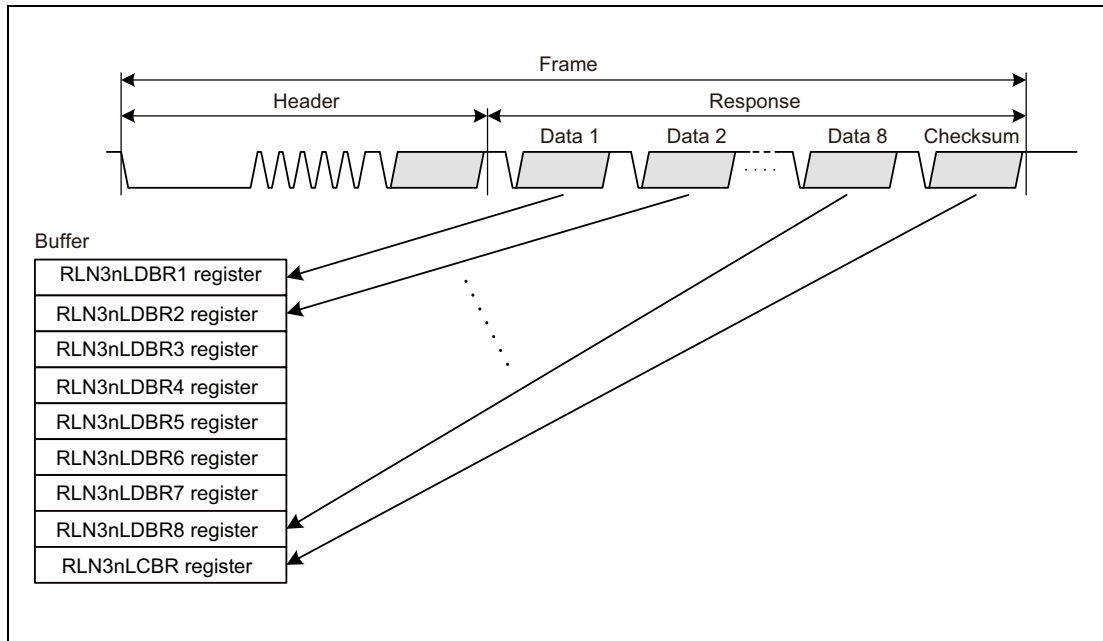 Frame
Header Response
Data 1 Data 2 Data 8 Checksum
Buffer
RLN3nLDBR1 register
RLN3nLDBR2 register
RLN3nLDBR3 register
RLN3nLDBR4 register
RLN3nLDBR5 register
RLN3nLDBR6 register
RLN3nLDBR7 register
RLN3nLDBR8 register
RLN3nLCBR register